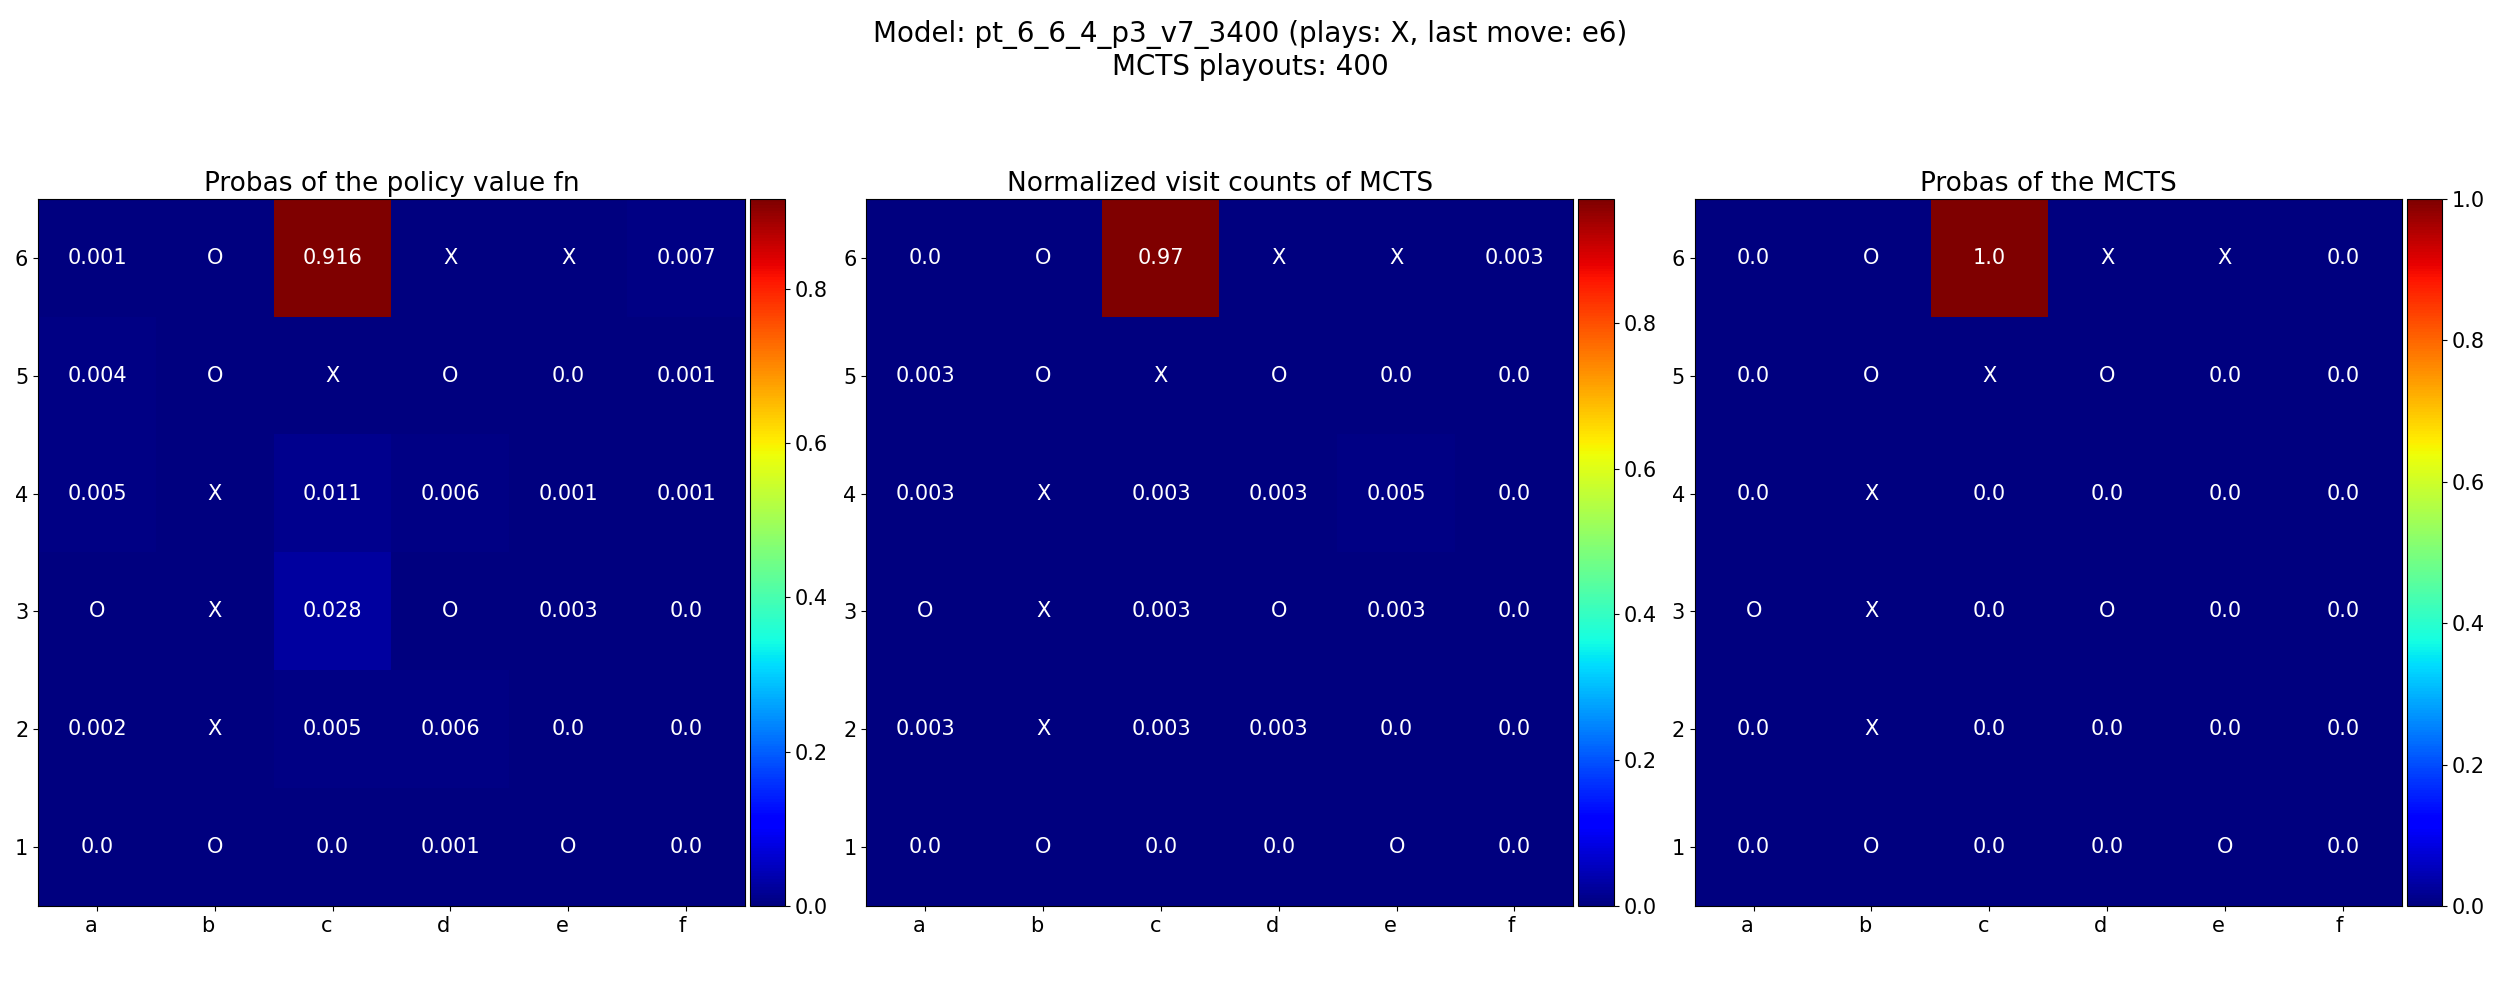 Model: pt_6_6_4_p3_v7_3400 (plays: X, last move: e6)
MCTS playouts: 400
Probas of the policy value fn
6 0.001 O 0.916 X X 0.007
5 0.004 O X O 0.0 0.001
4 0.005 X 0.011 0.006 0.001 0.001
3 O X 0.028 O 0.003 0.0
2 0.002 X 0.005 0.006 0.0 0.0
1 0.0 O 0.0 0.001 O 0.0
a b c d e f
0.8
0.6
0.4
0.2
0.0
Normalized visit counts of MCTS
6 0.0 O 0.97 X X 0.003
5 0.003 O X O 0.0 0.0
4 0.003 X 0.003 0.003 0.005 0.0
3 O X 0.003 O 0.003 0.0
2 0.003 X 0.003 0.003 0.0 0.0
1 0.0 O 0.0 0.0 O 0.0
a b c d e f
0.8
0.6
0.4
0.2
0.0
Probas of the MCTS
6 0.0 O 1.0 X X 0.0
5 0.0 O X O 0.0 0.0
4 0.0 X 0.0 0.0 0.0 0.0
3 O X 0.0 O 0.0 0.0
2 0.0 X 0.0 0.0 0.0 0.0
1 0.0 O 0.0 0.0 O 0.0
a b c d e f
1.0
0.8
0.6
0.4
0.2
0.0